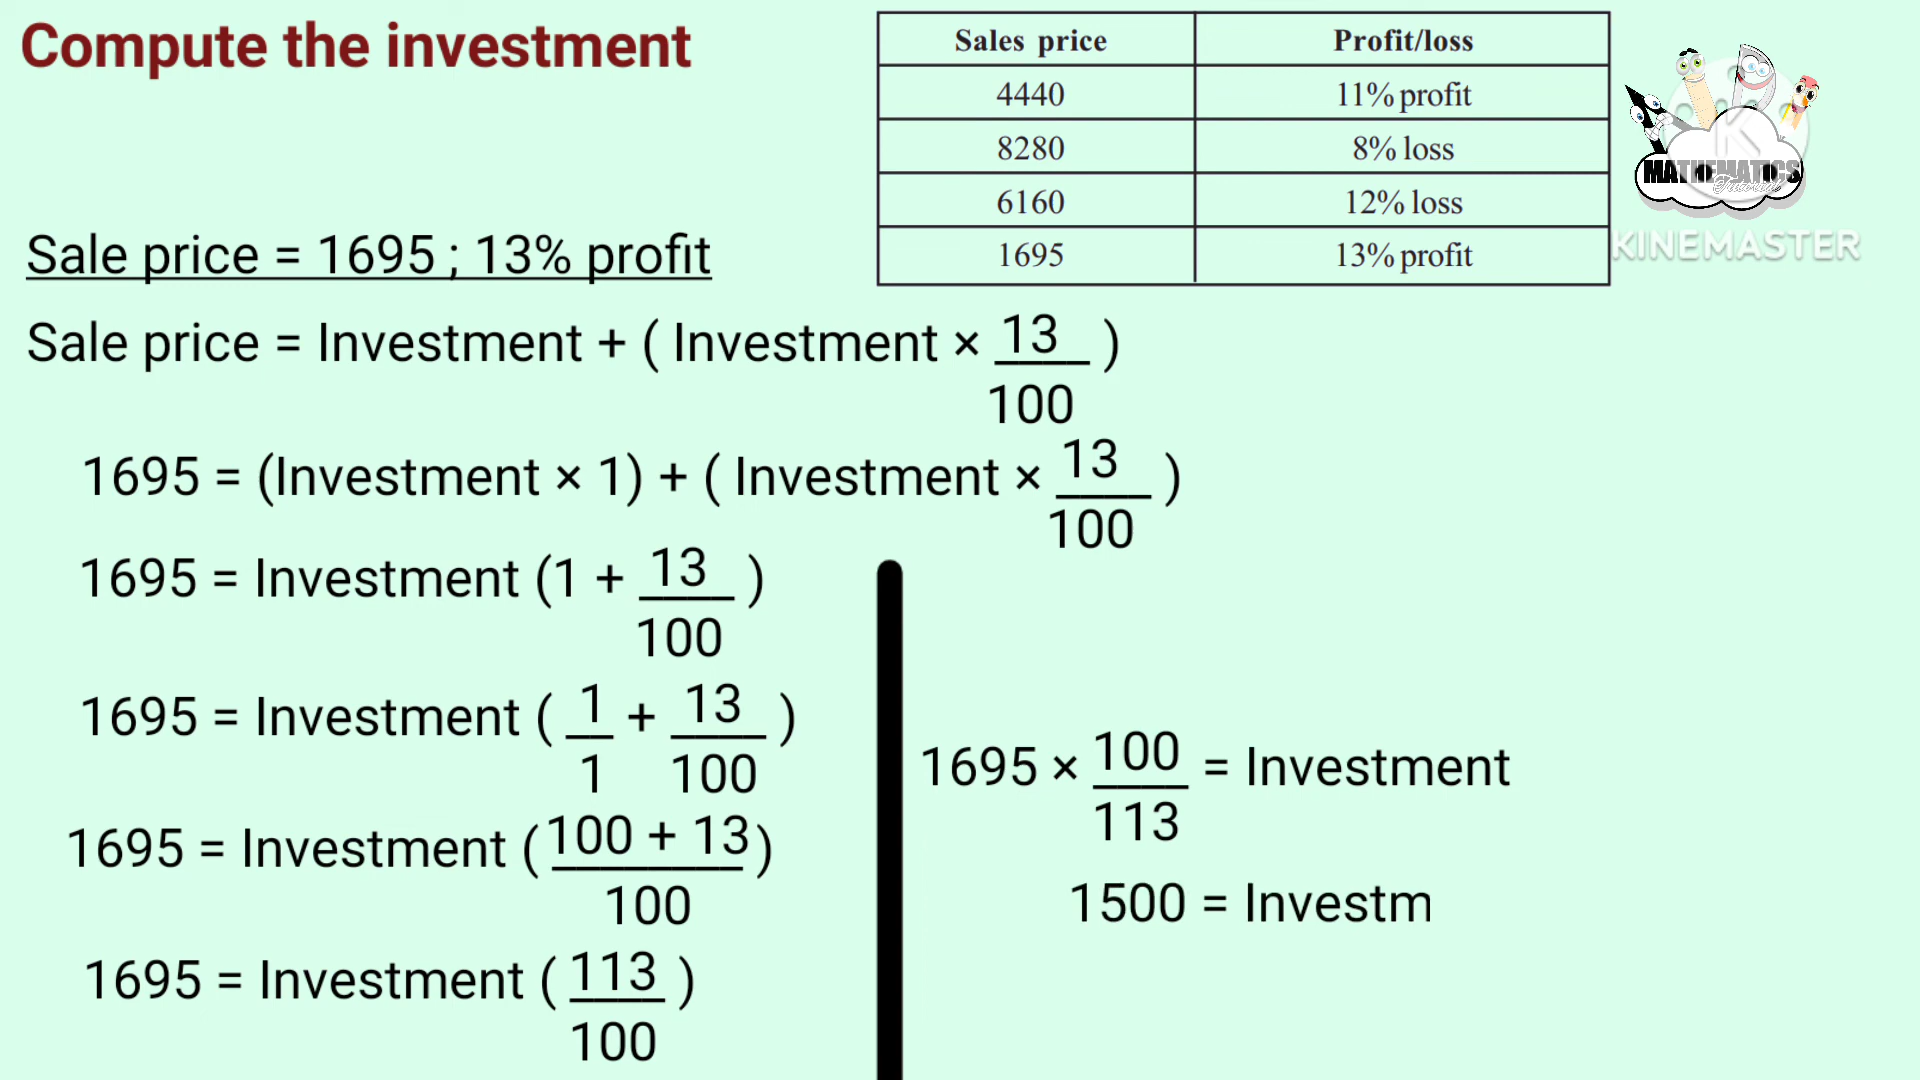 Compute the investment
Sales price Profit/loss
4440 11% profit
8280 8% loss
6160 12% loss
1695 13% profit
MATHEMATICS
KINEMASTER
Sale price = 1695 ; 13% profit
Sale price = Investment + ( Investment × 13/100 )
1695 = (Investment × 1) + ( Investment × 13/100 )
1695 = Investment (1 + 13/100 )
1695 = Investment ( 1/1 + 13/100 )
1695 = Investment ( 100 + 13/100 )
1695 = Investment ( 113/100 )
1695 × 100/113 = Investment
1500 = Investm